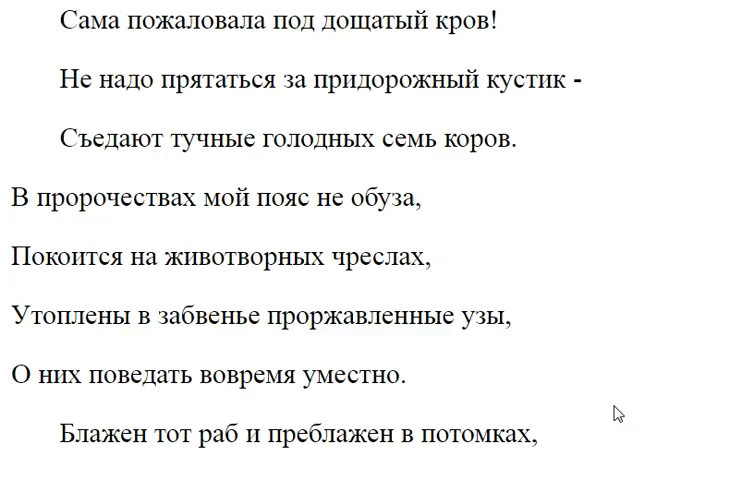 Сама пожаловала под дощатый кров!
Не надо прятаться за придорожный кустик -
Съедают тучные голодных семь коров.
В пророчествах мой пояс не обуза,
Покоится на животворных чреслах,
Утоплены в забвенье проржавленные узы,
О них поведать вовремя уместно.
Блажен тот раб и преблажен в потомках,